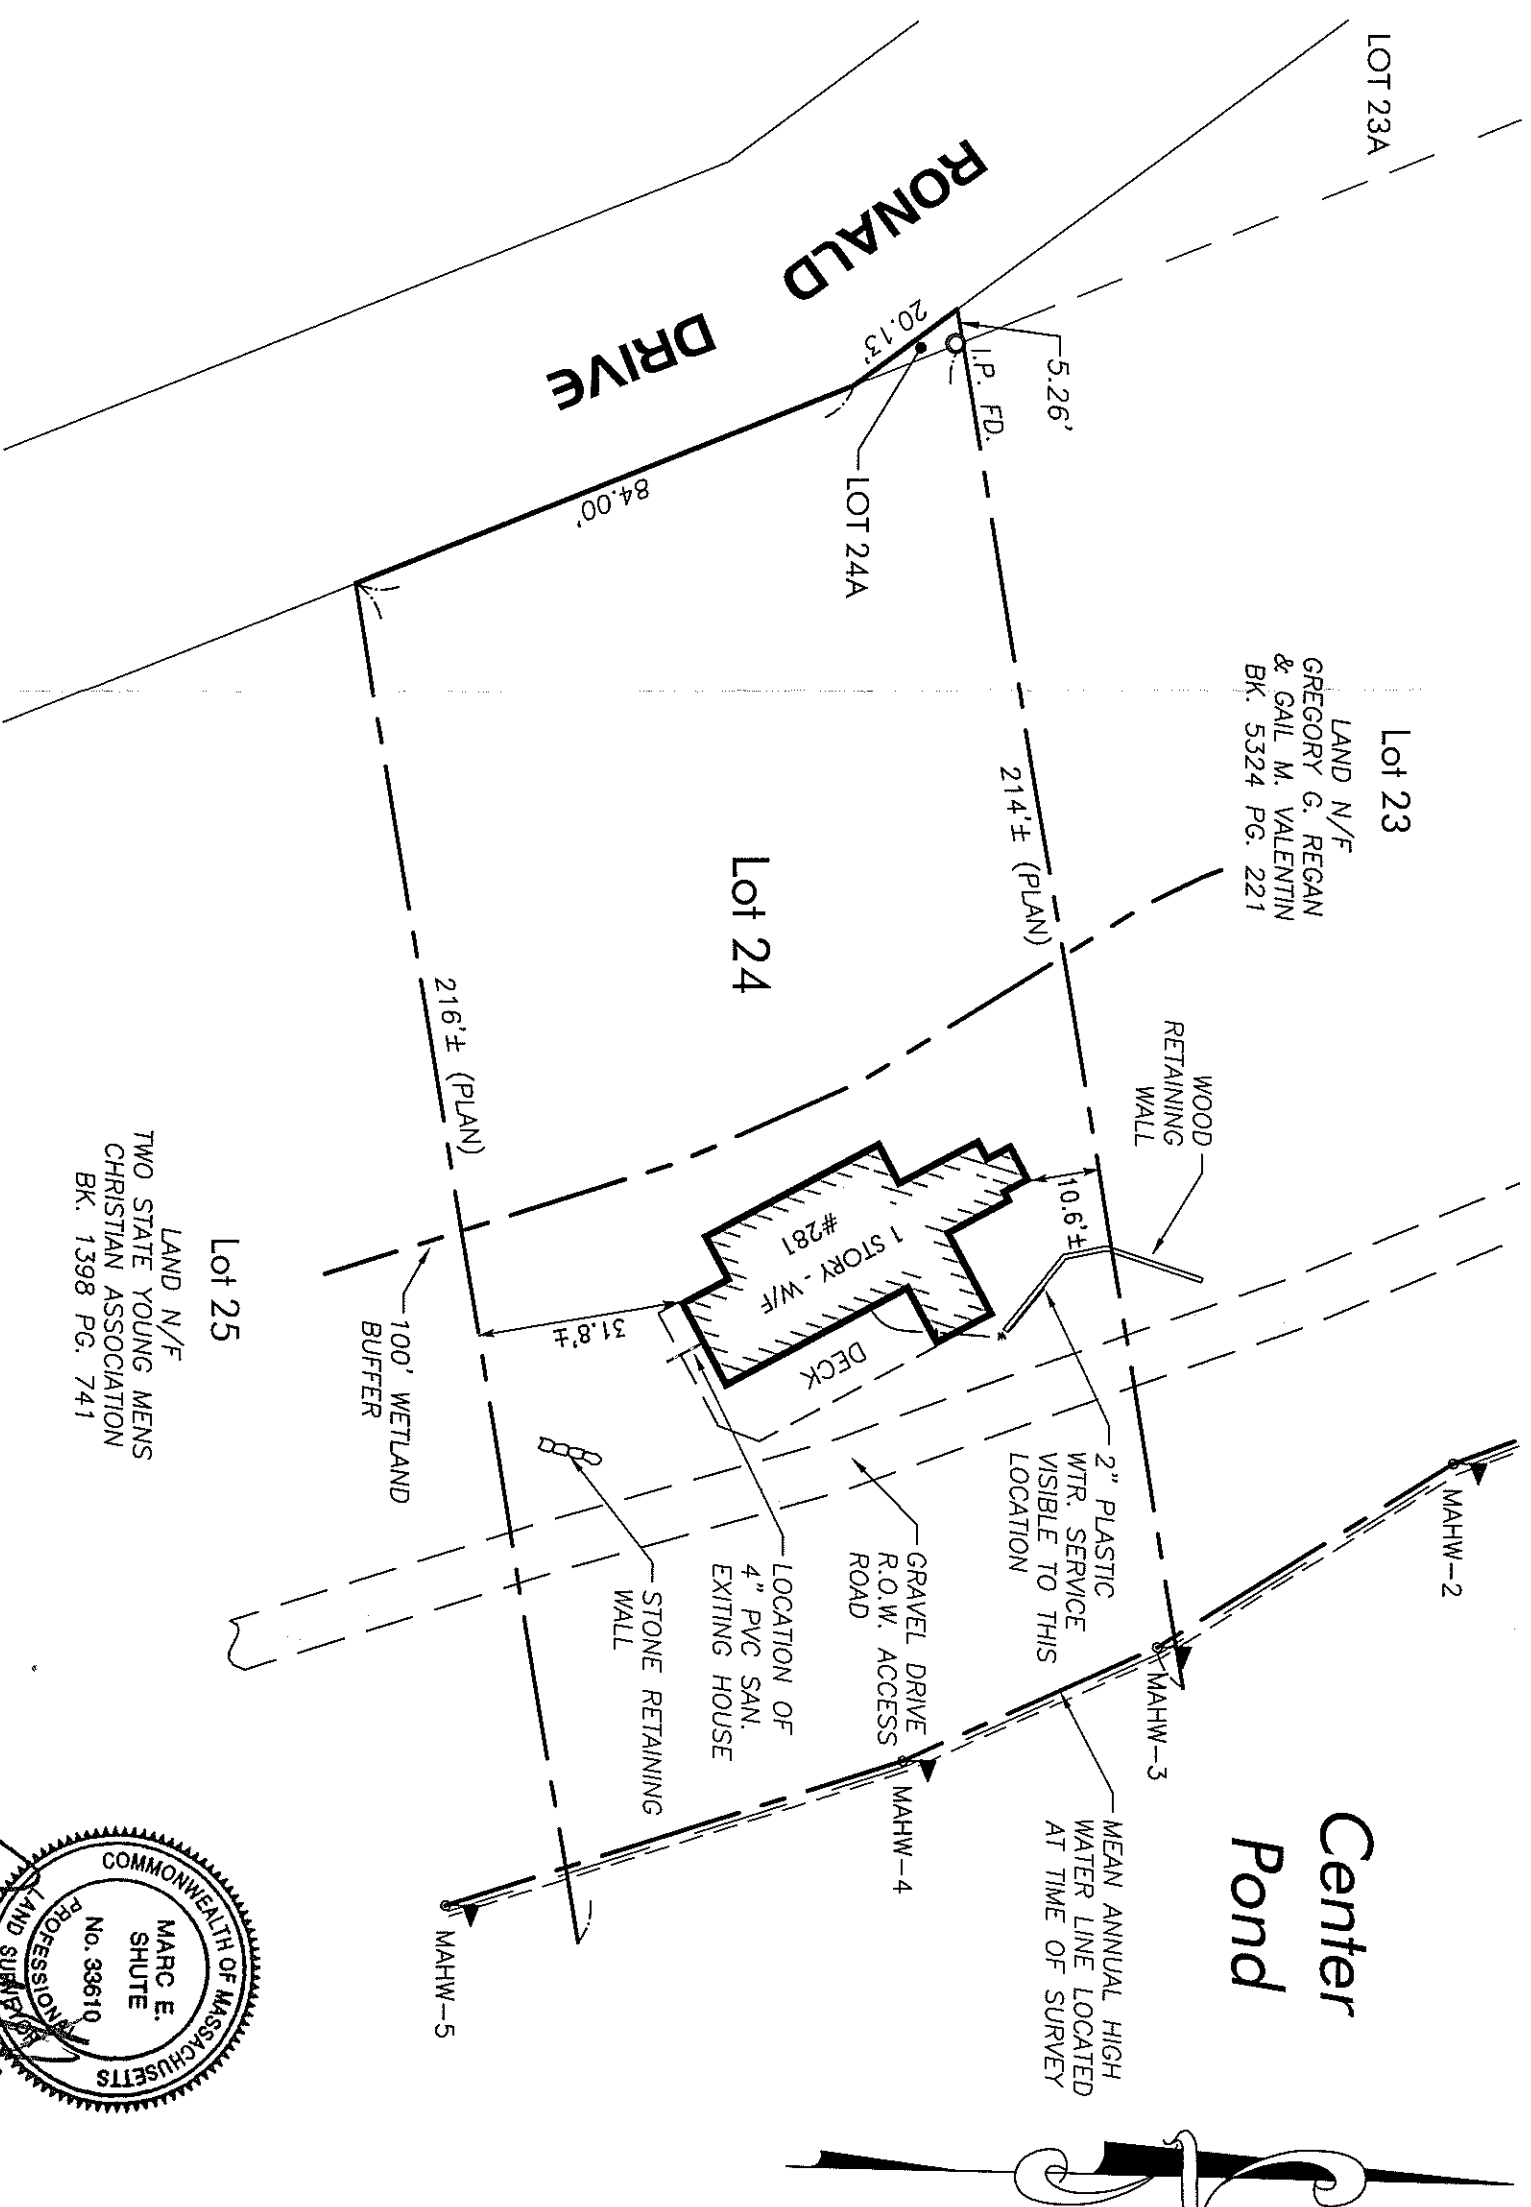 LOT 23A
RONALD DRIVE
20.13'
5.26'
I.P. FD.
LOT 24A
84.00'
Lot 23
LAND N/F
GREGORY G. REGAN
& GAIL M. VALENTIN
BK. 5324 PG. 221
214'± (PLAN)
Lot 24
216'± (PLAN)
WOOD
RETAINING
WALL
10.6'±
1 STORY - W/F
#281
DECK
31.8'±
100' WETLAND
BUFFER
Lot 25
LAND N/F
TWO STATE YOUNG MENS
CHRISTIAN ASSOCIATION
BK. 1398 PG. 741
2" PLASTIC
WTR. SERVICE
VISIBLE TO THIS
LOCATION
GRAVEL DRIVE
R.O.W. ACCESS
ROAD
LOCATION OF
4" PVC SAN.
EXITING HOUSE
STONE RETAINING
WALL
MAHW-2
MAHW-3
MAHW-4
MAHW-5
Center
Pond
MEAN ANNUAL HIGH
WATER LINE LOCATED
AT TIME OF SURVEY
COMMONWEALTH OF MASSACHUSETTS
MARC E.
SHUTE
No. 33610
PROFESSIONAL
LAND SURVEYOR